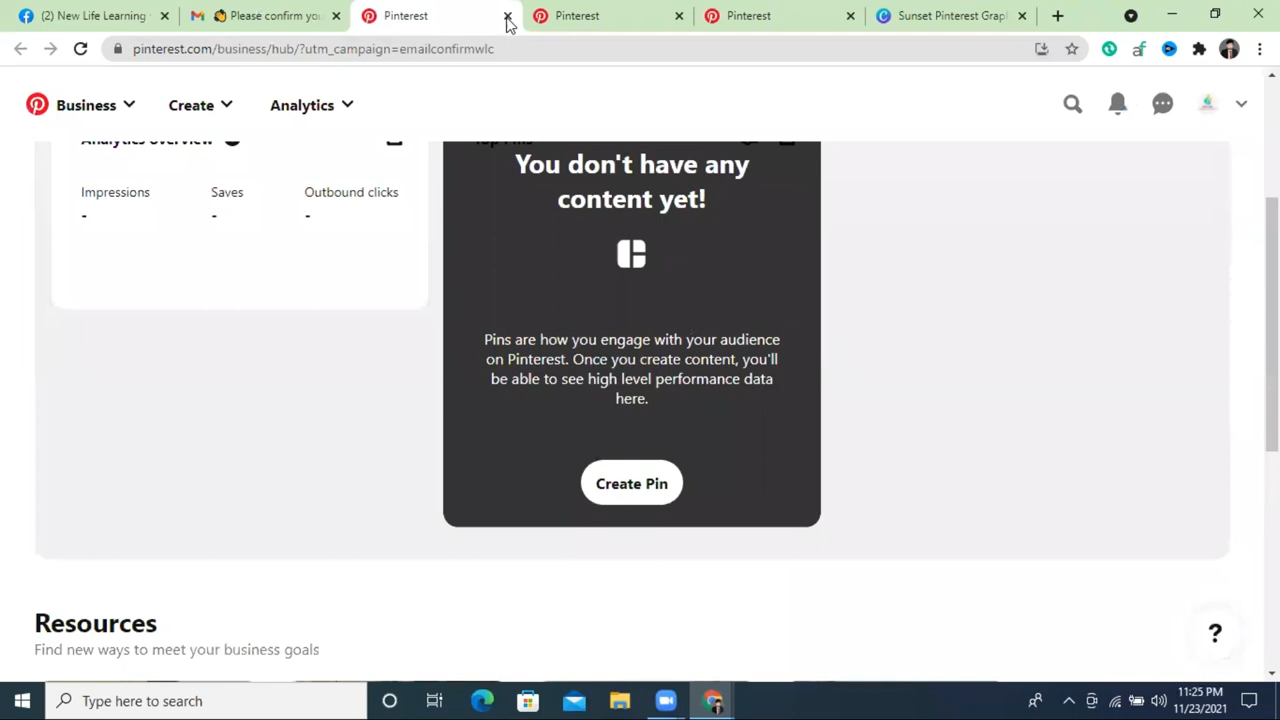 (2) New Life Learning
Please confirm you
Pinterest
Pinterest
Pinterest
Sunset Pinterest Grap
pinterest.com/business/hub/?utm_campaign=emailconfirmwlc
af
Business
Create
Analytics
Analytics overview
Top Pins
Impressions
Saves
Outbound clicks
-
-
-
You don't have any
content yet!
Pins are how you engage with your audience
on Pinterest. Once you create content, you'll
be able to see high level performance data
here.
Create Pin
Resources
Find new ways to meet your business goals
?
Type here to search
11:25 PM
11/23/2021